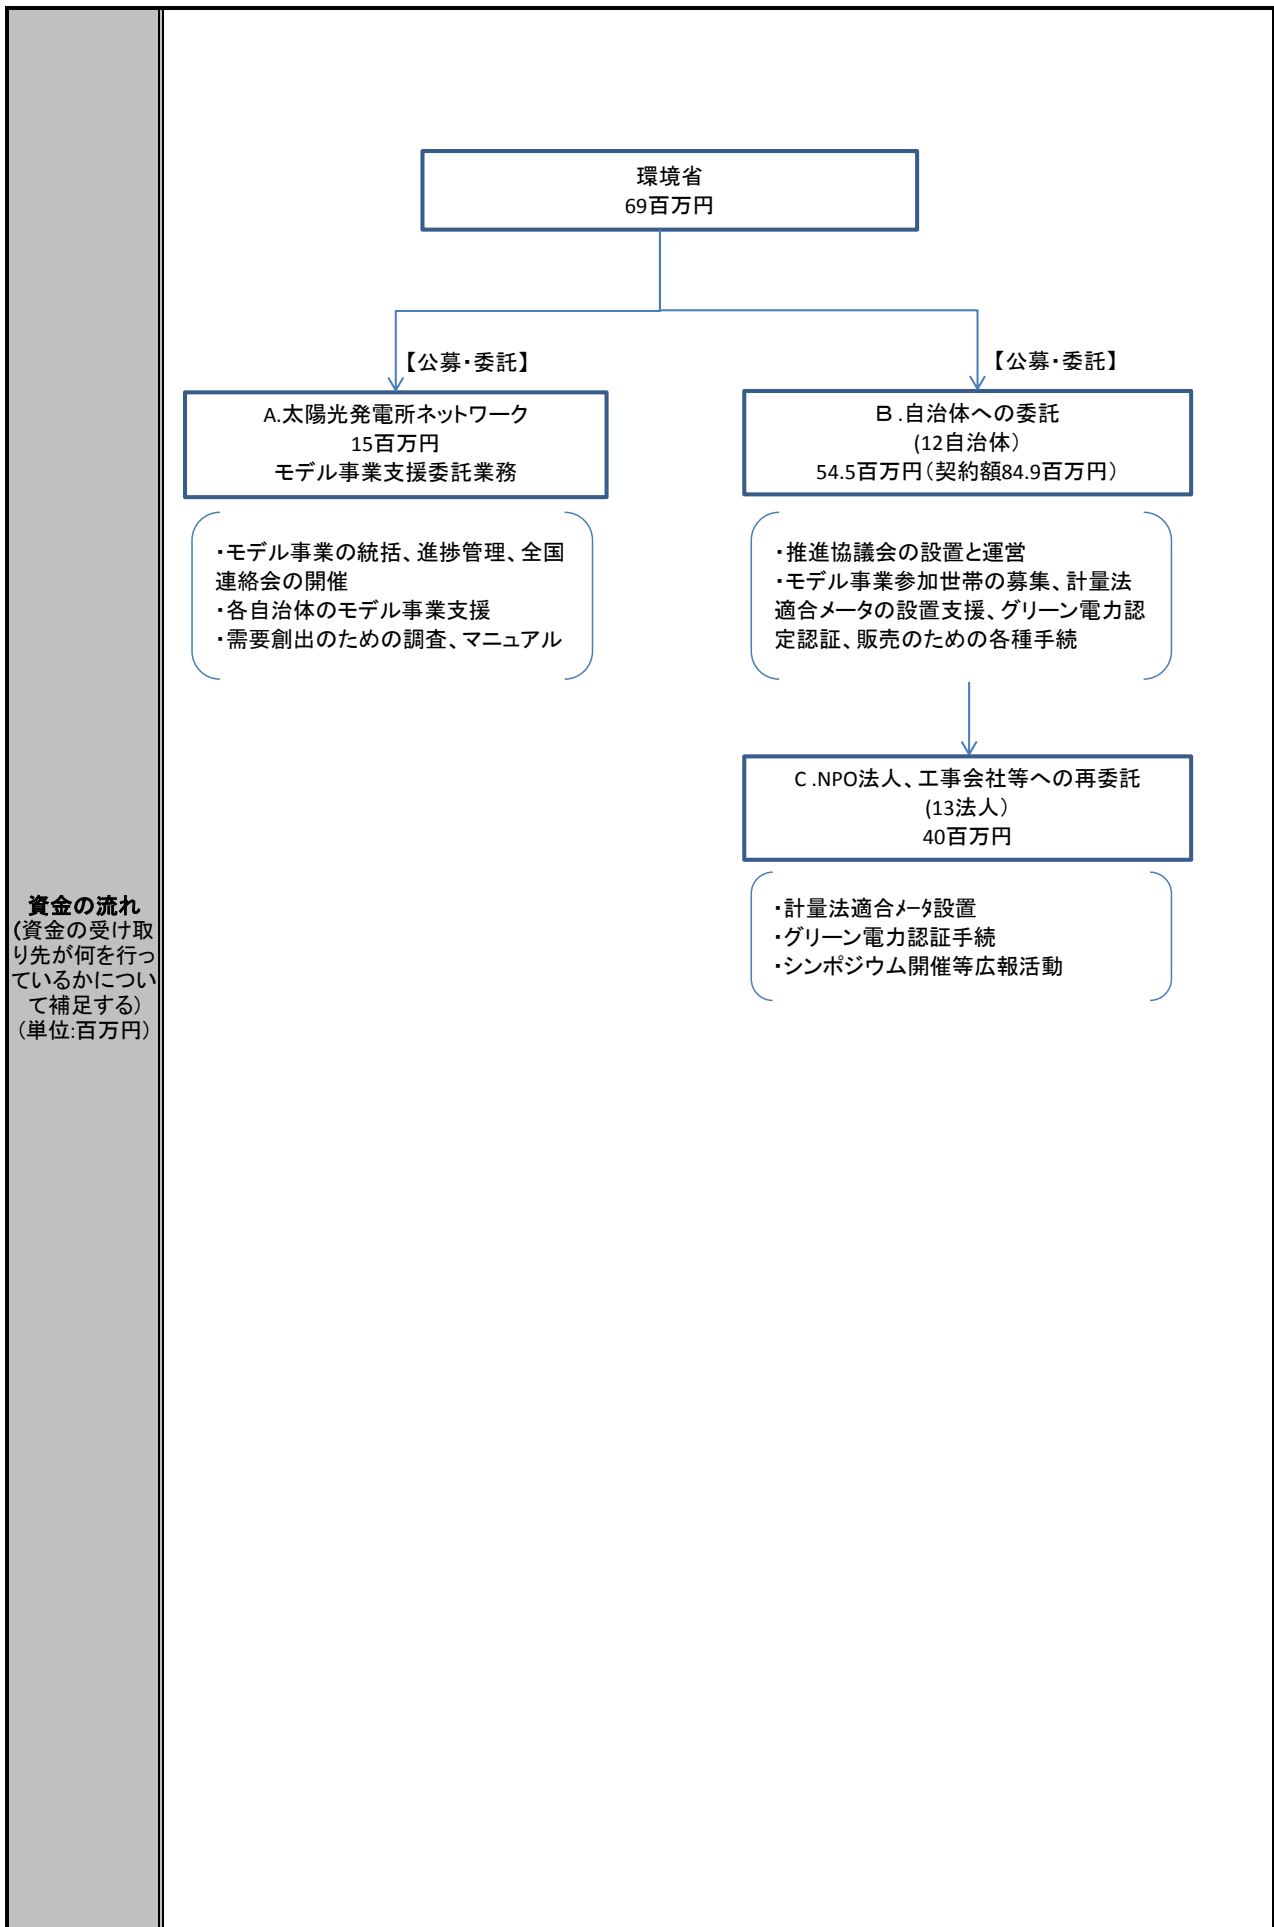 環境省
69百万円
【公募・委託】
【公募・委託】
A.太陽光発電所ネットワーク
15百万円
モデル事業支援委託業務
Ｂ.自治体への委託
(12自治体）
54.5百万円（契約額84.9百万円）
・モデル事業の統括、進捗管理、全国
連絡会の開催
・各自治体のモデル事業支援
・需要創出のための調査、マニュアル
・推進協議会の設置と運営
・モデル事業参加世帯の募集、計量法
適合メータの設置支援、グリーン電力認
定認証、販売のための各種手続
C.NPO法人、工事会社等への再委託
(13法人）
40百万円
・計量法適合ﾒｰﾀ設置
・グリーン電力認証手続
・シンポジウム開催等広報活動
資金の流れ
(資金の受け取
り先が何を行っ
ているかについ
て補足する）
（単位:百万円）